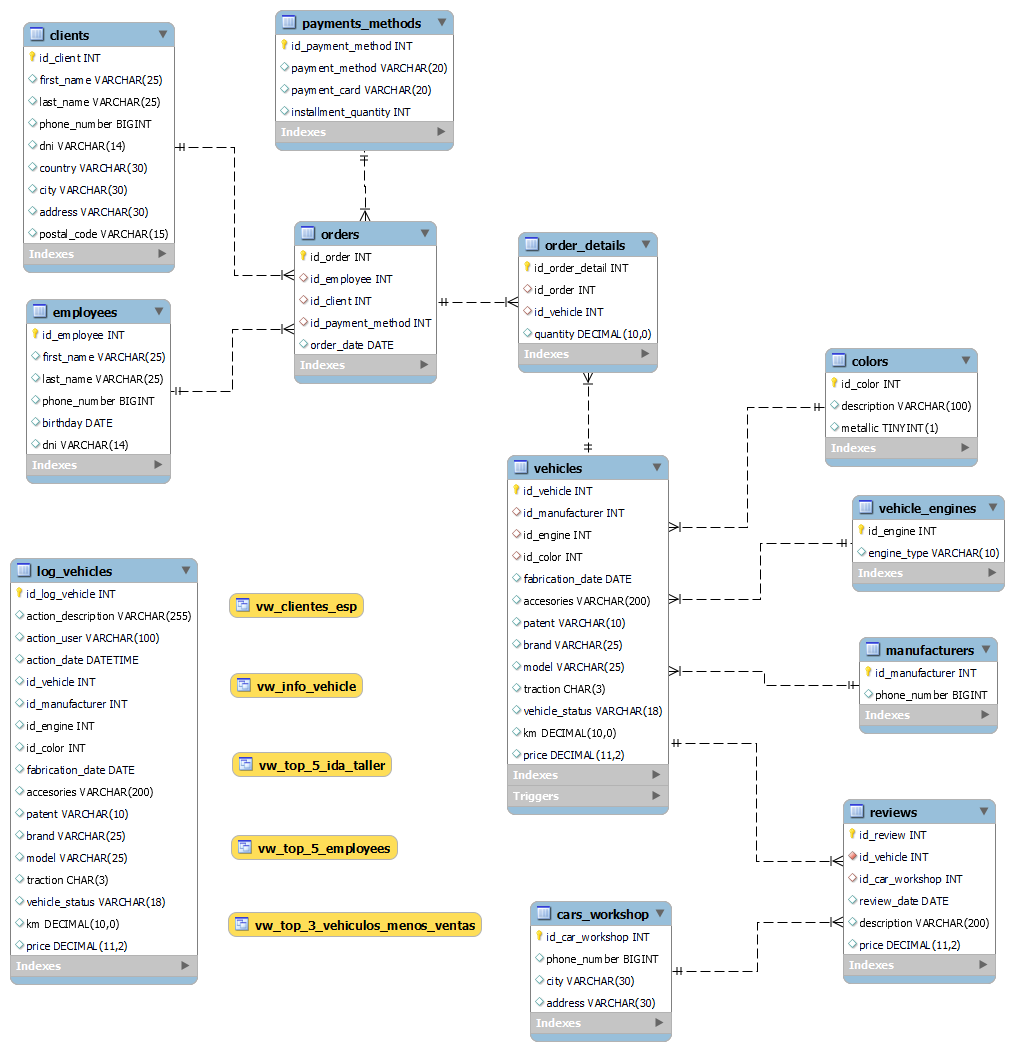 clients
id_client INT
first_name VARCHAR(25)
last_name VARCHAR(25)
phone_number BIGINT
dni VARCHAR(14)
country VARCHAR(30)
city VARCHAR(30)
address VARCHAR(30)
postal_code VARCHAR(15)
Indexes
payments_methods
id_payment_method INT
payment_method VARCHAR(20)
payment_card VARCHAR(20)
installment_quantity INT
Indexes
orders
id_order INT
id_employee INT
id_client INT
id_payment_method INT
order_date DATE
Indexes
order_details
id_order_detail INT
id_order INT
id_vehicle INT
quantity DECIMAL(10,0)
Indexes
employees
id_employee INT
first_name VARCHAR(25)
last_name VARCHAR(25)
phone_number BIGINT
birthday DATE
dni VARCHAR(14)
Indexes
colors
id_color INT
description VARCHAR(100)
metallic TINYINT(1)
Indexes
vehicles
id_vehicle INT
id_manufacturer INT
id_engine INT
id_color INT
fabrication_date DATE
accesories VARCHAR(200)
patent VARCHAR(10)
brand VARCHAR(25)
model VARCHAR(25)
traction CHAR(3)
vehicle_status VARCHAR(18)
km DECIMAL(10,0)
price DECIMAL(11,2)
Indexes
Triggers
vehicle_engines
id_engine INT
engine_type VARCHAR(10)
Indexes
manufacturers
id_manufacturer INT
phone_number BIGINT
Indexes
log_vehicles
id_log_vehicle INT
action_description VARCHAR(255)
action_user VARCHAR(100)
action_date DATETIME
id_vehicle INT
id_manufacturer INT
id_engine INT
id_color INT
fabrication_date DATE
accesories VARCHAR(200)
patent VARCHAR(10)
brand VARCHAR(25)
model VARCHAR(25)
traction CHAR(3)
vehicle_status VARCHAR(18)
km DECIMAL(10,0)
price DECIMAL(11,2)
Indexes
vw_clientes_esp
vw_info_vehicle
vw_top_5_ida_taller
vw_top_5_employees
vw_top_3_vehiculos_menos_ventas
reviews
id_review INT
id_vehicle INT
id_car_workshop INT
review_date DATE
description VARCHAR(200)
price DECIMAL(11,2)
Indexes
cars_workshop
id_car_workshop INT
phone_number BIGINT
city VARCHAR(30)
address VARCHAR(30)
Indexes